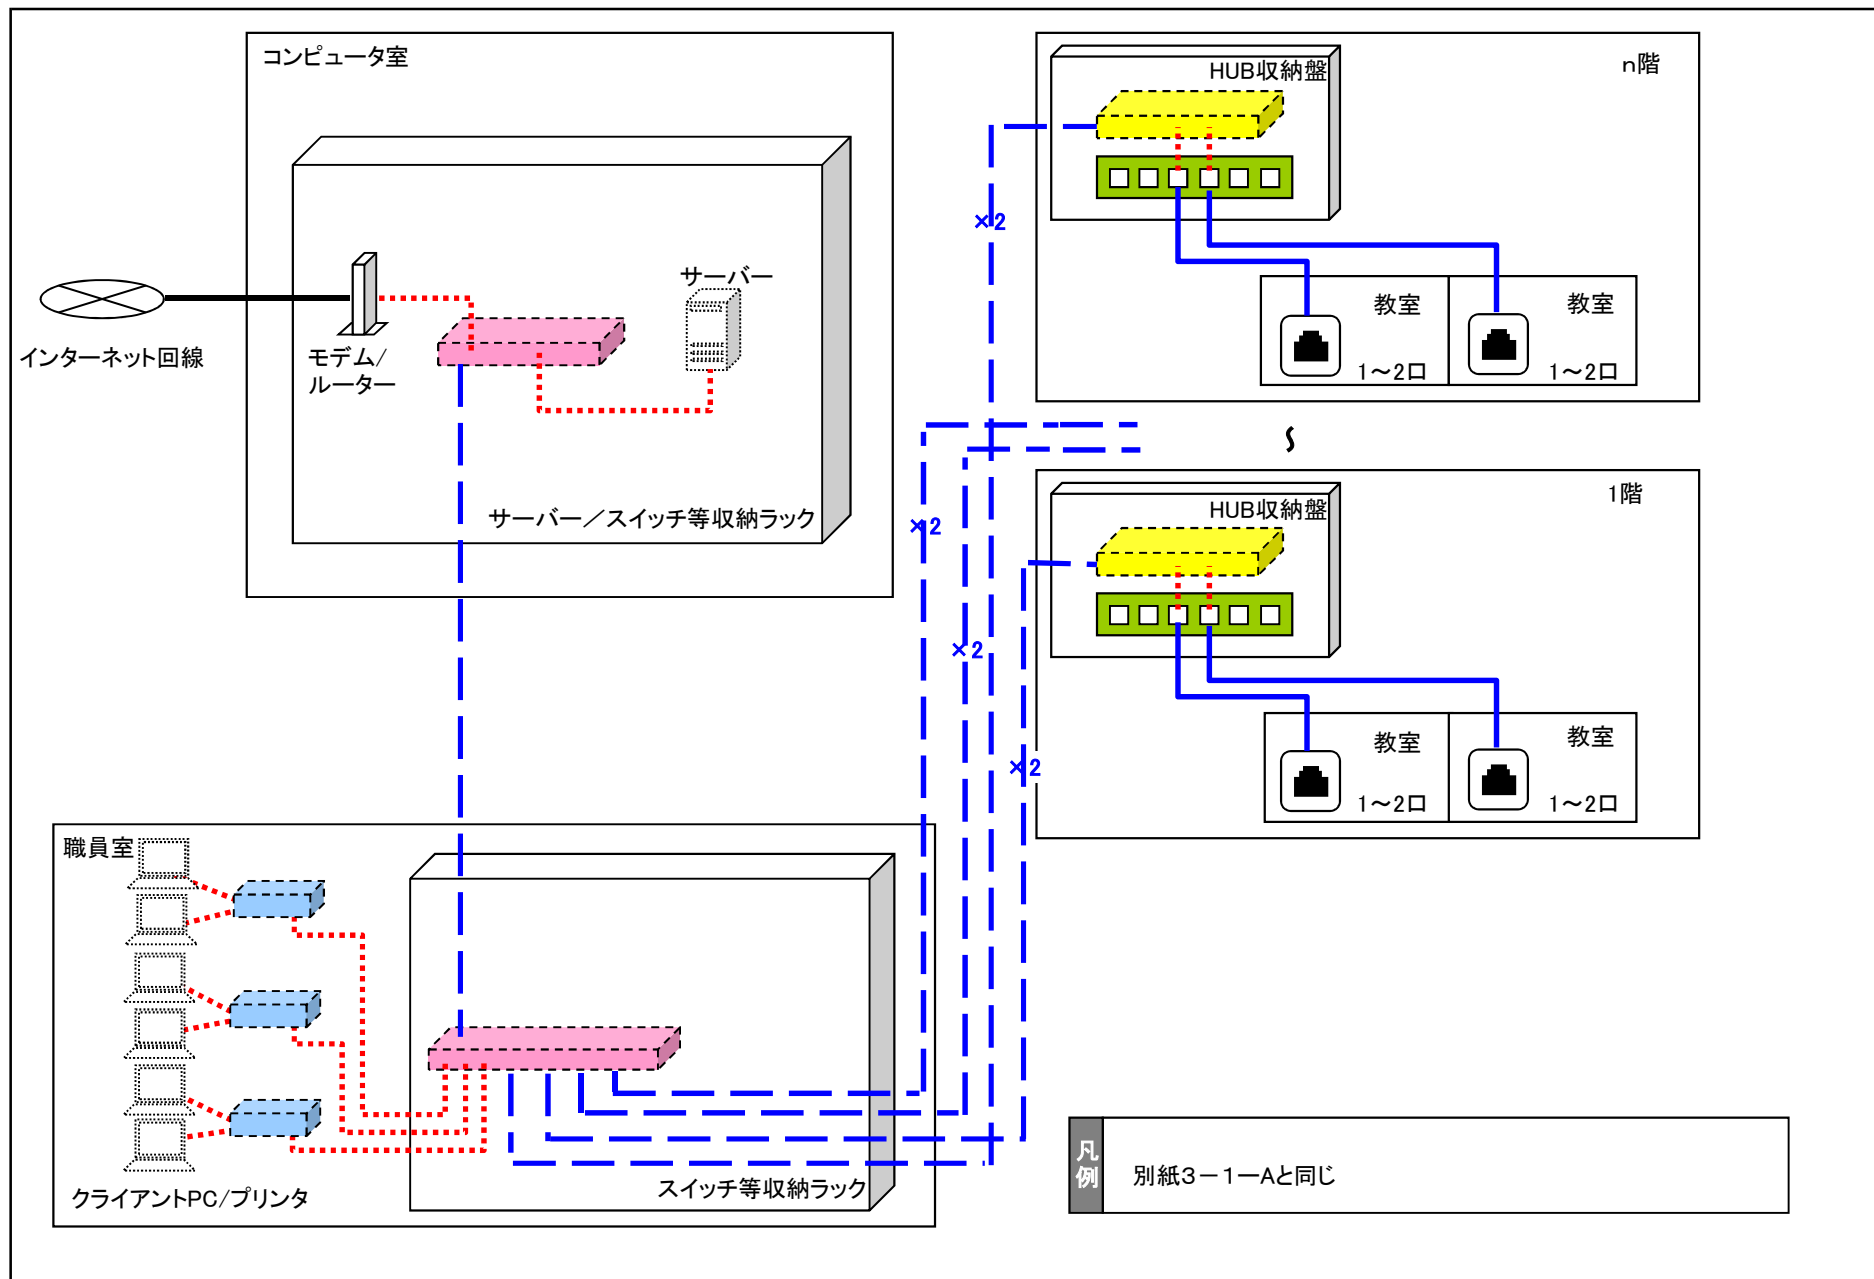 コンピュータ室
サーバー
インターネット回線
モデム/
ルーター
サーバー／スイッチ等収納ラック
HUB収納盤
n階
×2
教室
1～2口
教室
1～2口
×2
×2
×2
HUB収納盤
1階
教室
1～2口
教室
1～2口
職員室
クライアントPC/プリンタ
スイッチ等収納ラック
凡例
別紙3－1－Aと同じ